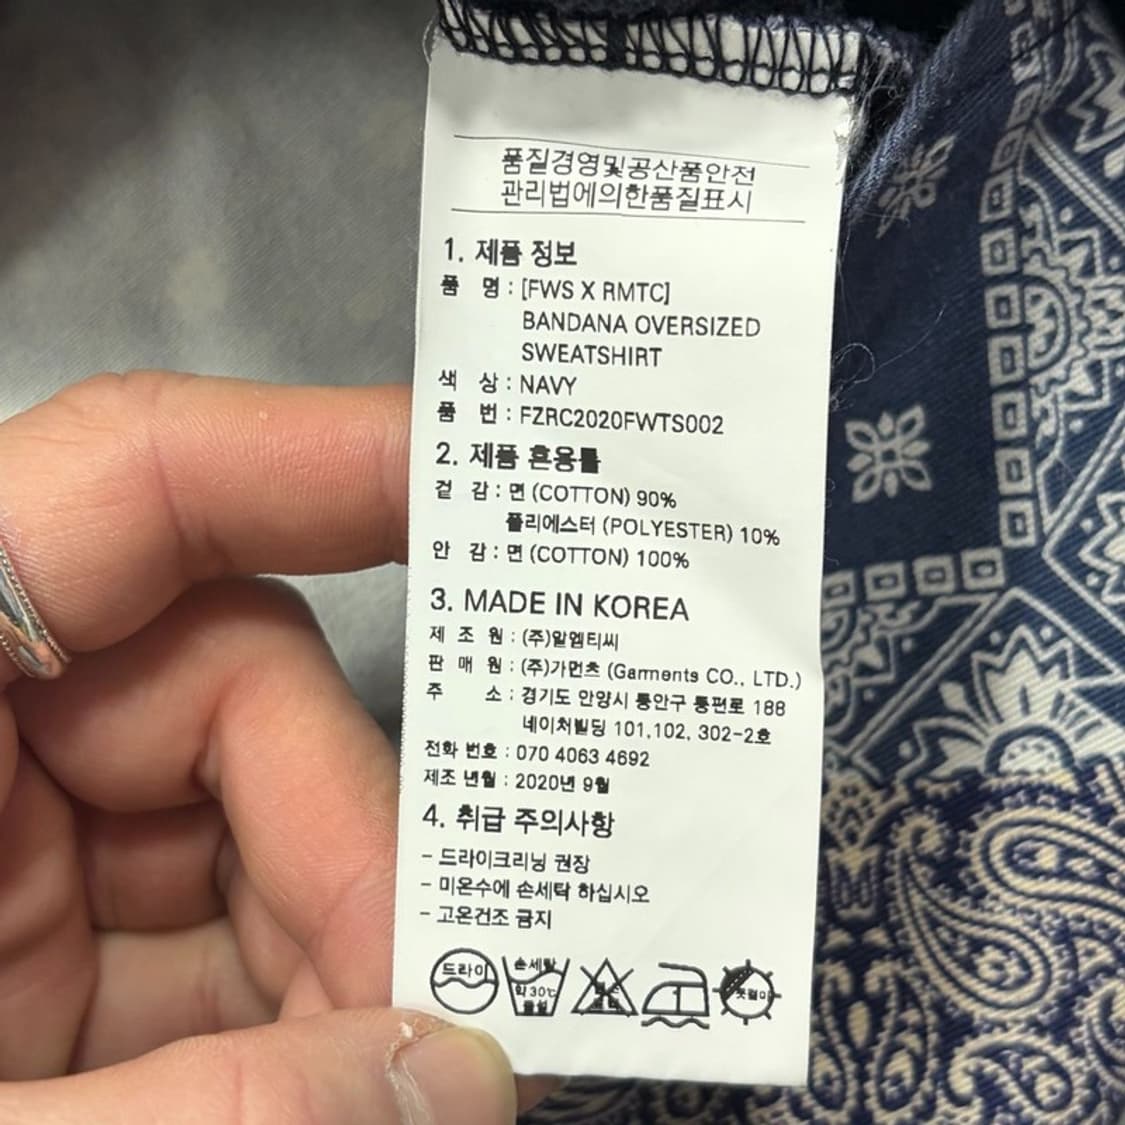 품질경영및공산품안전
관리법에의한품질표시
1. 제품 정보
품 명 : [FWS X RMTC]
BANDANA OVERSIZED
SWEATSHIRT
색 상 : NAVY
품 번 : FZRC2020FWTS002
2. 제품 혼용률
겉 감 : 면 (COTTON) 90%
폴리에스터 (POLYESTER) 10%
안 감 : 면 (COTTON) 100%
3. MADE IN KOREA
제 조 원 : (주)알엠티씨
판 매 원 : (주)가먼츠 (Garments CO., LTD.)
주 소 : 경기도 안양시 동안구 동편로 188
네이처빌딩 101,102, 302-2호
전화 번호 : 070 4063 4692
제조 년월 : 2020년 9월
4. 취급 주의사항
- 드라이크리닝 권장
- 미온수에 손세탁 하십시오
- 고온건조 금지
드라이
손세탁
약 30℃
1
옷걸이